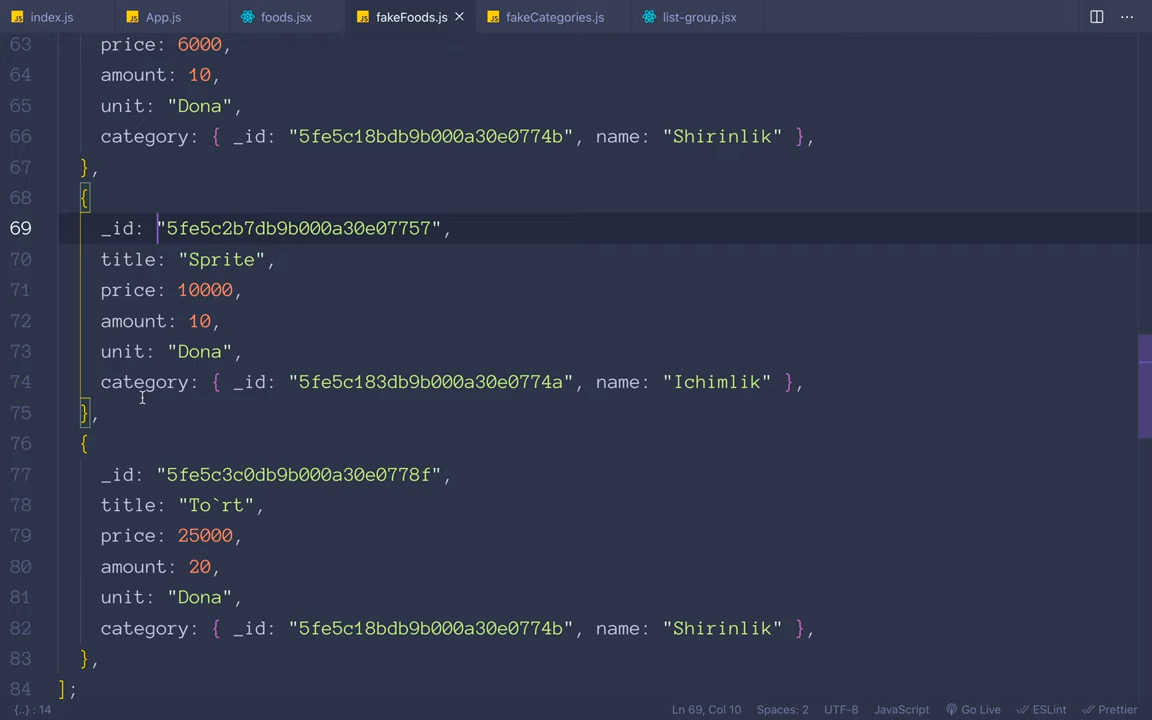 index.js App.js foods.jsx fakeFoods.js fakeCategories.js list-group.jsx ...
63 price: 6000,
64 amount: 10,
65 unit: "Dona",
66 category: { _id: "5fe5c18bdb9b000a30e0774b", name: "Shirinlik" },
67 },
68 {
69 _id: "5fe5c2b7db9b000a30e07757",
70 title: "Sprite",
71 price: 10000,
72 amount: 10,
73 unit: "Dona",
74 category: { _id: "5fe5c183db9b000a30e0774a", name: "Ichimlik" },
75 },
76 {
77 _id: "5fe5c3c0db9b000a30e0778f",
78 title: "To`rt",
79 price: 25000,
80 amount: 20,
81 unit: "Dona",
82 category: { _id: "5fe5c18bdb9b000a30e0774b", name: "Shirinlik" },
83 },
84 ];
{..} : 14 Ln 69, Col 10 Spaces: 2 UTF-8 JavaScript Go Live ESLint Prettier